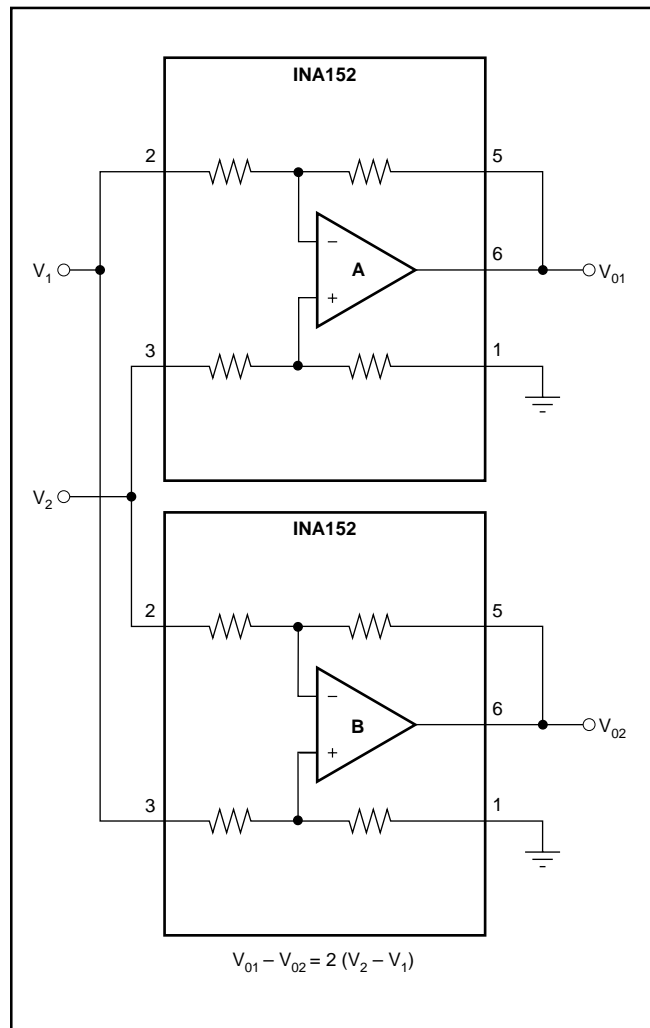 INA152
2
5
V₁
−
A
+
6
V₀₁
3
1
V₂
INA152
2
5
−
B
+
6
V₀₂
3
1
V₀₁ – V₀₂ = 2 (V₂ – V₁)